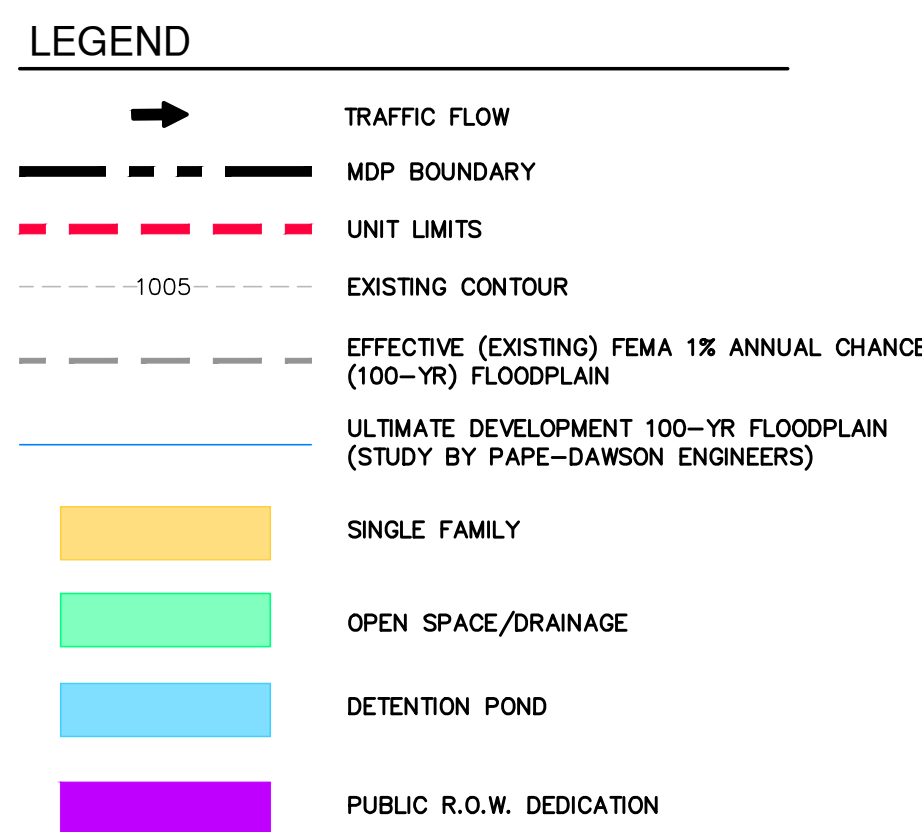 LEGEND
TRAFFIC FLOW
MDP BOUNDARY
UNIT LIMITS
1005
EXISTING CONTOUR
EFFECTIVE (EXISTING) FEMA 1% ANNUAL CHANCE
(100-YR) FLOODPLAIN
ULTIMATE DEVELOPMENT 100-YR FLOODPLAIN
(STUDY BY PAPE-DAWSON ENGINEERS)
SINGLE FAMILY
OPEN SPACE/DRAINAGE
DETENTION POND
PUBLIC R.O.W. DEDICATION